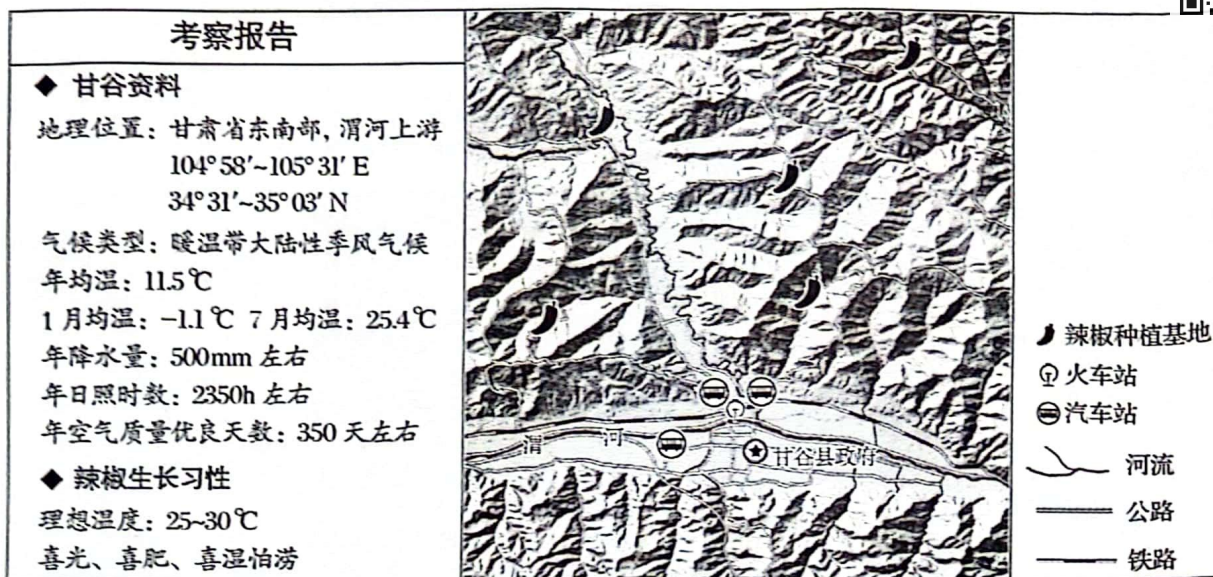 考察报告
◆ 甘谷资料
地理位置：甘肃省东南部，渭河上游
104°58′~105°31′E
34°31′~35°03′N
气候类型：暖温带大陆性季风气候
年均温：11.5℃
1月均温：-1.1℃ 7月均温：25.4℃
年降水量：500mm左右
年日照时数：2350h左右
年空气质量优良天数：350天左右
◆ 辣椒生长习性
理想温度：25~30℃
喜光、喜肥、喜湿怕涝
渭 河
甘谷县政府
辣椒种植基地
火车站
汽车站
河流
公路
铁路